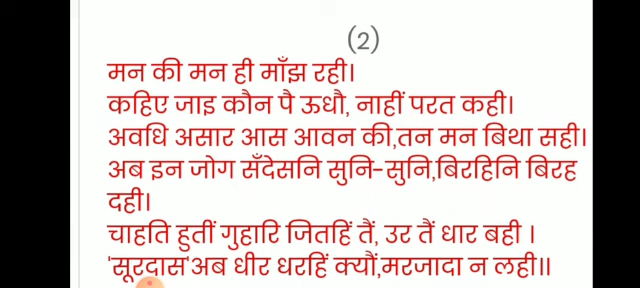 (2)
मन की मन ही माँझ रही।
कहिए जाइ कौन पै ऊधौ, नाहीं परत कही।
अवधि असार आस आवन की,तन मन बिथा सही।
अब इन जोग सँदेसनि सुनि-सुनि,बिरहिनि बिरह
दही।
चाहति हुतीं गुहारि जितहिं तैं, उर तैं धार बही ।
'सूरदास'अब धीर धरहिं क्यौं,मरजादा न लही॥